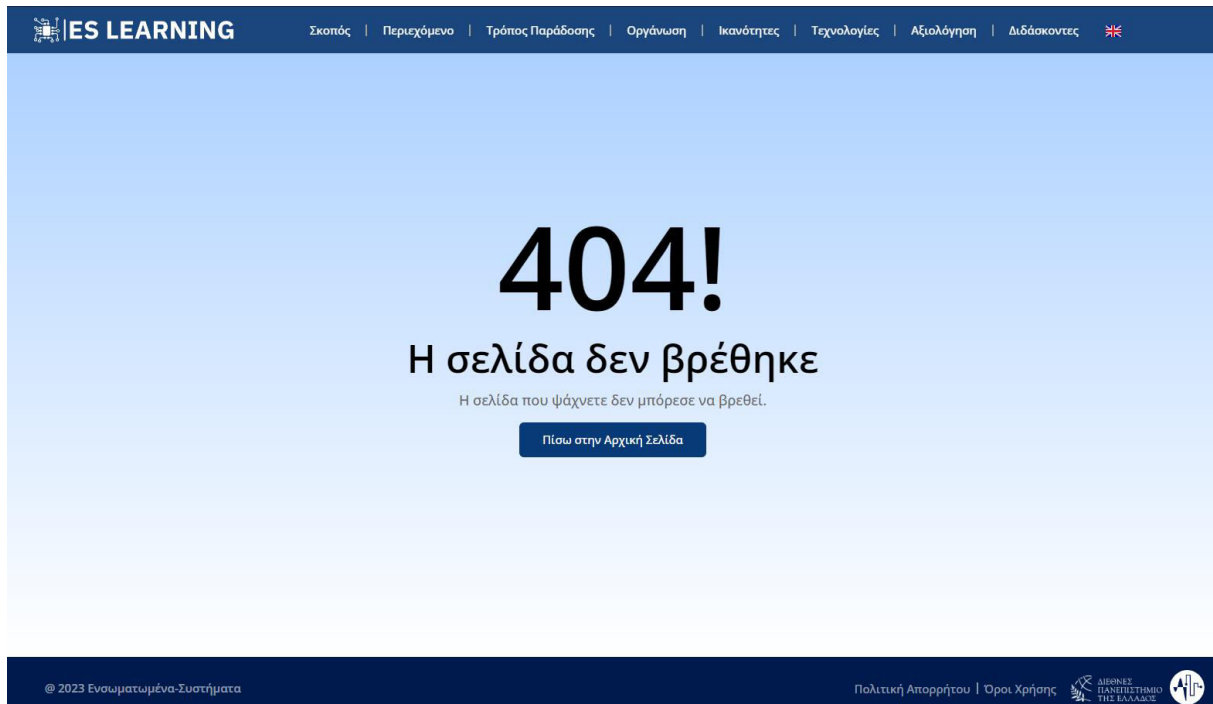 ES LEARNING
Σκοπός | Περιεχόμενο | Τρόπος Παράδοσης | Οργάνωση | Ικανότητες | Τεχνολογίες | Αξιολόγηση | Διδάσκοντες
404!
Η σελίδα δεν βρέθηκε
Η σελίδα που ψάχνετε δεν μπόρεσε να βρεθεί.
Πίσω στην Αρχική Σελίδα
@ 2023 Ενσωματωμένα-Συστήματα
Πολιτική Απορρήτου | Όροι Χρήσης
ΔΙΕΘΝΕΣ
ΠΑΝΕΠΙΣΤΗΜΙΟ
ΤΗΣ ΕΛΛΑΔΟΣ